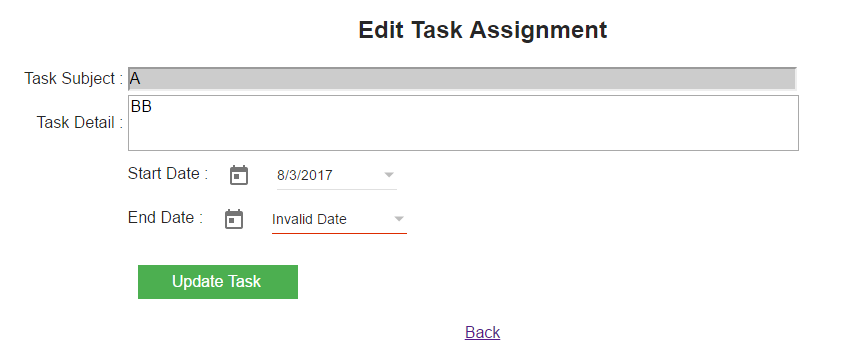 Edit Task Assignment
Task Subject : A
Task Detail : BB
Start Date : 8/3/2017
End Date : Invalid Date
Update Task
Back